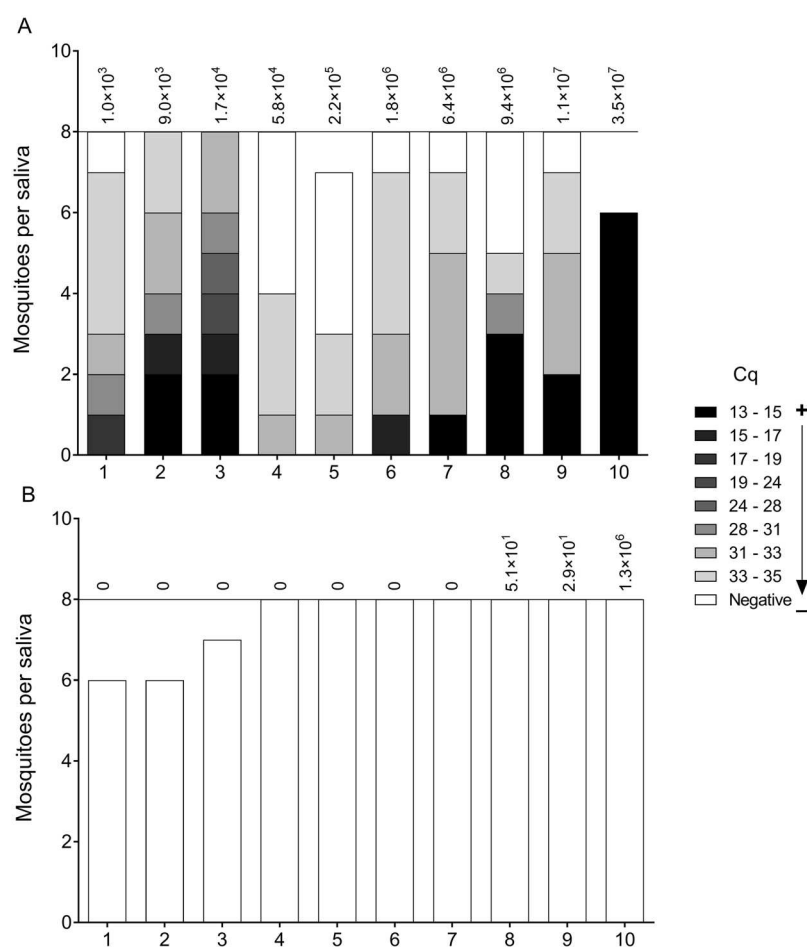 A
10
8
6
4
2
0
Mosquitoes per saliva
1.0×10³
9.0×10³
1.7×10⁴
5.8×10⁴
2.2×10⁵
1.8×10⁶
6.4×10⁶
9.4×10⁶
1.1×10⁷
3.5×10⁷
1 2 3 4 5 6 7 8 9 10
B
10
8
6
4
2
0
Mosquitoes per saliva
0
0
0
0
0
0
0
5.1×10¹
2.9×10¹
1.3×10⁶
1 2 3 4 5 6 7 8 9 10
Cq
13 - 15 +
15 - 17
17 - 19
19 - 24
24 - 28
28 - 31
31 - 33
33 - 35
Negative –